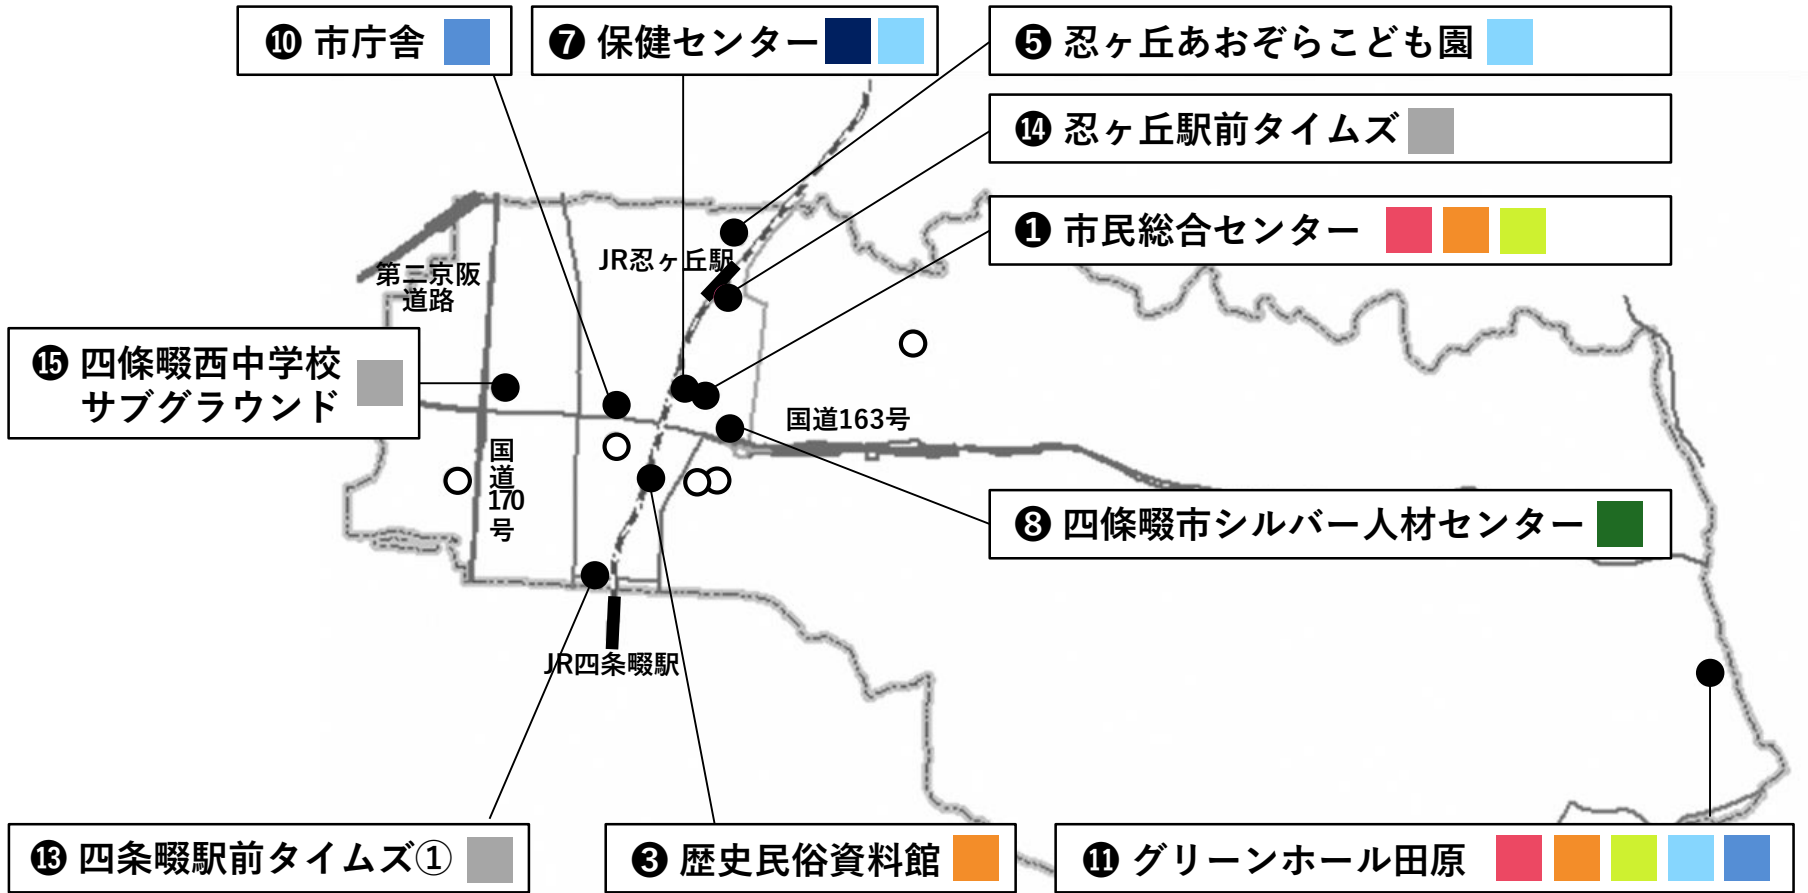 ❿ 市庁舎
❼ 保健センター
❺ 忍ヶ丘あおぞらこども園
⓮ 忍ヶ丘駅前タイムズ
❶ 市民総合センター
JR忍ヶ丘駅
第二京阪
道路
⓯ 四條畷西中学校
サブグラウンド
国道163号
国
道
170
号
❽ 四條畷市シルバー人材センター
JR四条畷駅
⓭ 四条畷駅前タイムズ①
❸ 歴史民俗資料館
⓫ グリーンホール田原